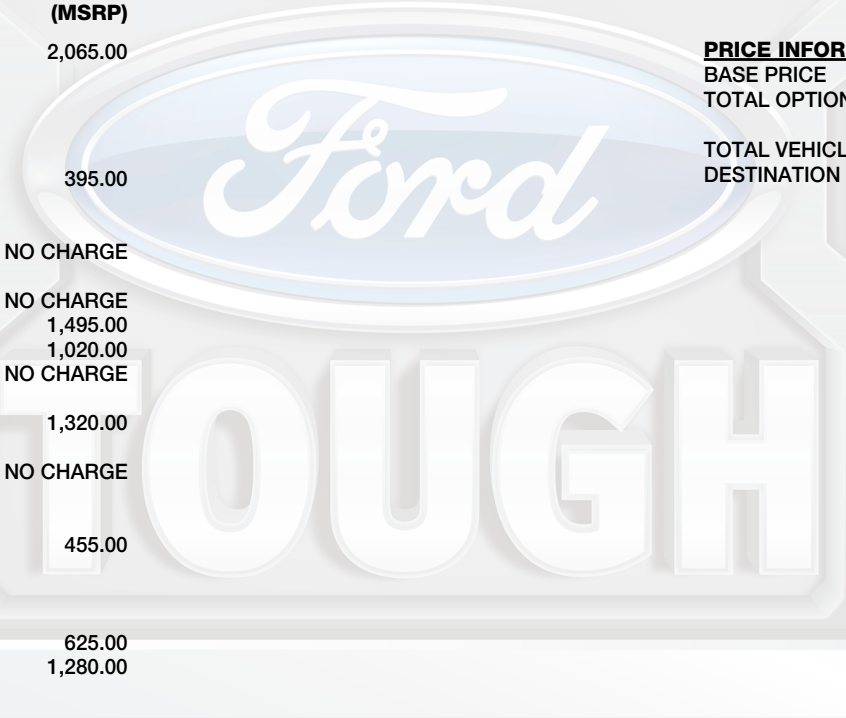 (MSRP)
2,065.00
395.00
NO CHARGE
NO CHARGE
1,495.00
1,020.00
NO CHARGE
1,320.00
NO CHARGE
455.00
625.00
1,280.00
PRICE INFOR
BASE PRICE
TOTAL OPTION
TOTAL VEHICL
DESTINATION
Ford
TOUGH